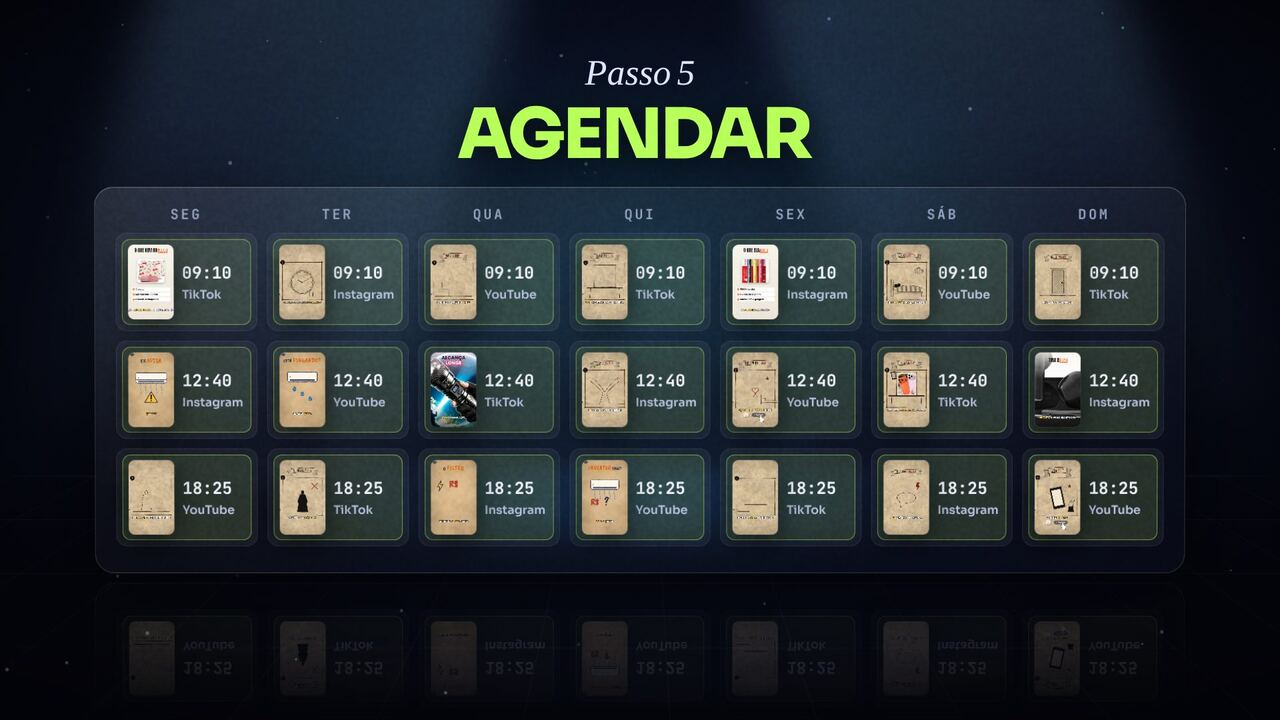 Passo 5
AGENDAR
SEG TER QUA QUI SEX SÁB DOM
09:10 09:10 09:10 09:10 09:10 09:10 09:10
TikTok Instagram YouTube TikTok Instagram YouTube TikTok
12:40 12:40 12:40 12:40 12:40 12:40 12:40
Instagram YouTube TikTok Instagram YouTube TikTok Instagram
18:25 18:25 18:25 18:25 18:25 18:25 18:25
YouTube TikTok Instagram YouTube TikTok Instagram YouTube